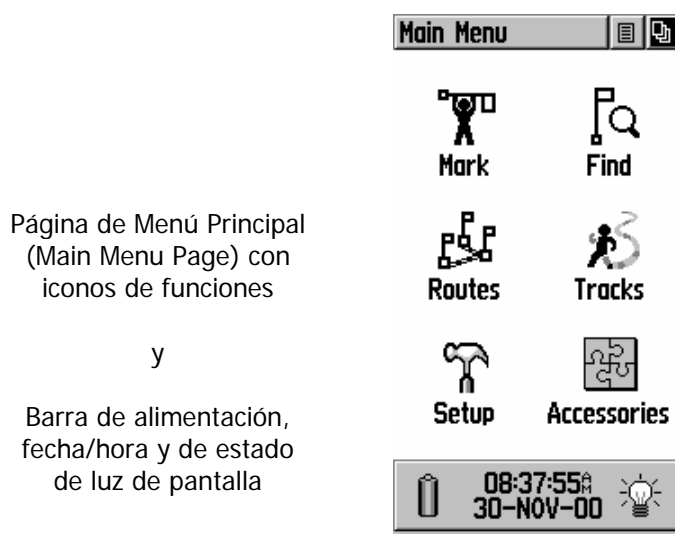 Main Menu
Mark
Find
Página de Menú Principal
(Main Menu Page) con
iconos de funciones
Routes
Tracks
y
Barra de alimentación,
fecha/hora y de estado
de luz de pantalla
Setup
Accessories
08:37:55AM
30-NOV-00